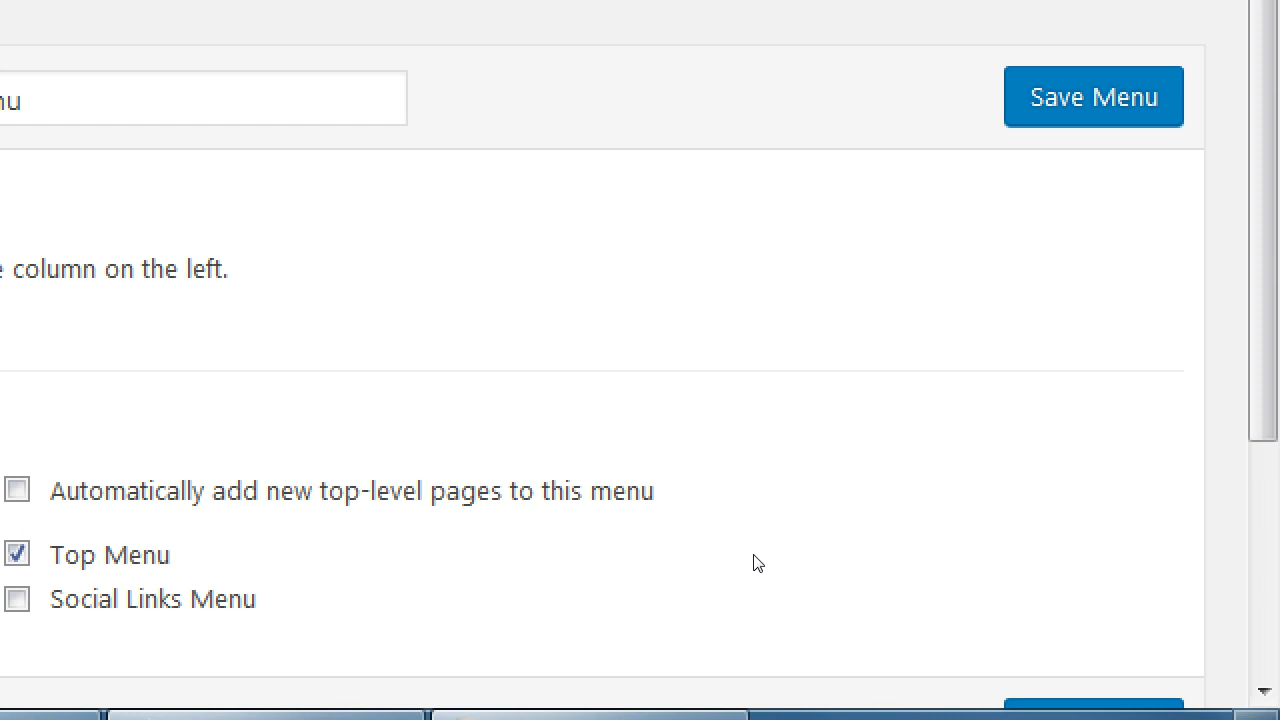 Save Menu
column on the left.
Automatically add new top-level pages to this menu
Top Menu
Social Links Menu